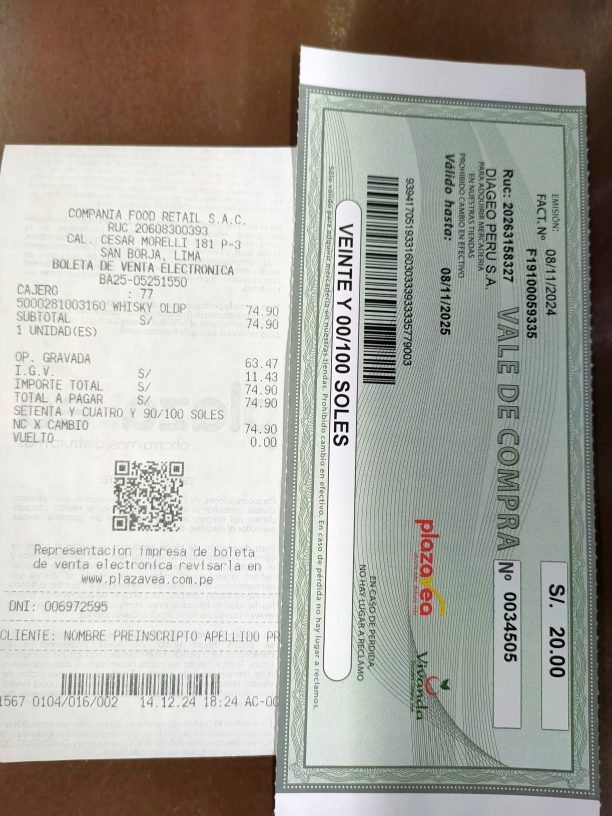 COMPANIA FOOD RETAIL S.A.C.
RUC 20608300393
CAL. CESAR MORELLI 181 P-3
SAN BORJA, LIMA
BOLETA DE VENTA ELECTRONICA
BA25-05251550
CAJERO : 77
5000281003160 WHISKY OLDP 74.90
SUBTOTAL S/ 74.90
1 UNIDAD(ES)
OP. GRAVADA 63.47
I.G.V. S/ 11.43
IMPORTE TOTAL S/ 74.90
TOTAL A PAGAR S/ 74.90
SETENTA Y CUATRO Y 90/100 SOLES
NC X CAMBIO 74.90
VUELTO 0.00
Representacion impresa de boleta
de venta electronica revisarla en
www.plazavea.com.pe
DNI: 006972595
CLIENTE: NOMBRE PREINSCRIPTO APELLIDO PR
1567 0104/016/002 14.12.24 18:24 AC-00
EMISIÓN: 08/11/2024
FACT.Nº F19100059335
Ruc: 20263158327
DIAGEO PERU S.A.
PARA ADQUIRIR MERCADERIA
EN NUESTRAS TIENDAS
PROHIBIDO CAMBIO EN EFECTIVO
Válido hasta: 08/11/2025
VALE DE COMPRA
Nº 0034505
S/. 20.00
plazaVea
Vivanda
VEINTE Y 00/100 SOLES
EN CASO DE PERDIDA
NO HAY LUGAR A RECLAMO
Sólo válido para adquirir mercadería en nuestras tiendas. Prohibido cambio en efectivo. En caso de pérdida no hay lugar a reclamos.